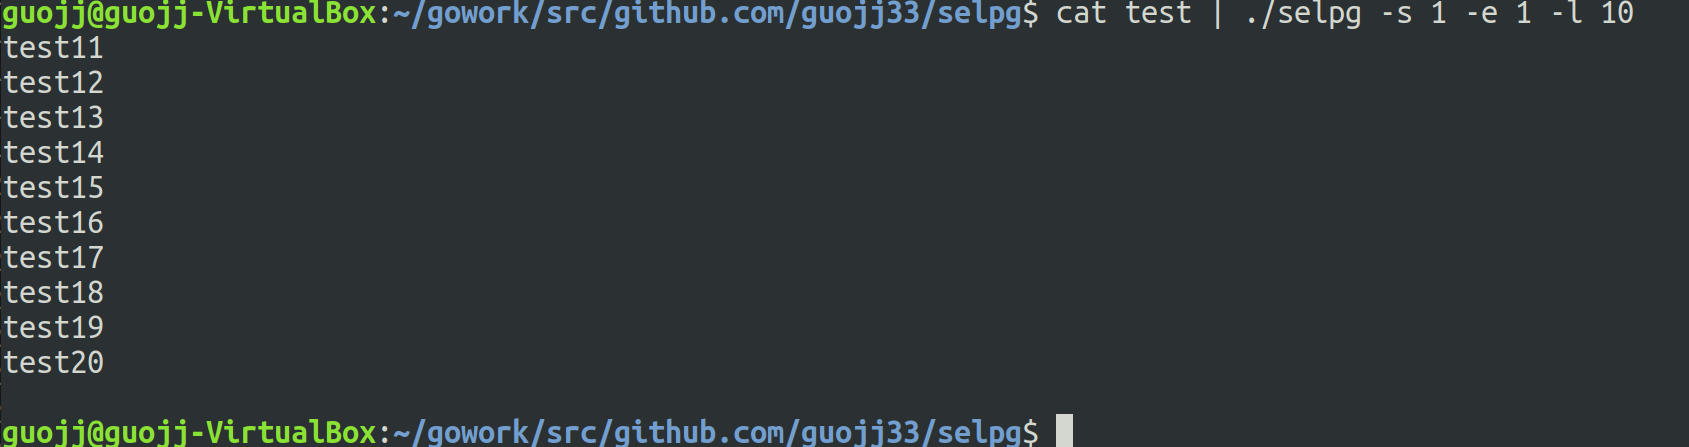 guojj@guojj-VirtualBox:~/gowork/src/github.com/guojj33/selpg$ cat test | ./selpg -s 1 -e 1 -l 10
test11
test12
test13
test14
test15
test16
test17
test18
test19
test20
guojj@guojj-VirtualBox:~/gowork/src/github.com/guojj33/selpg$